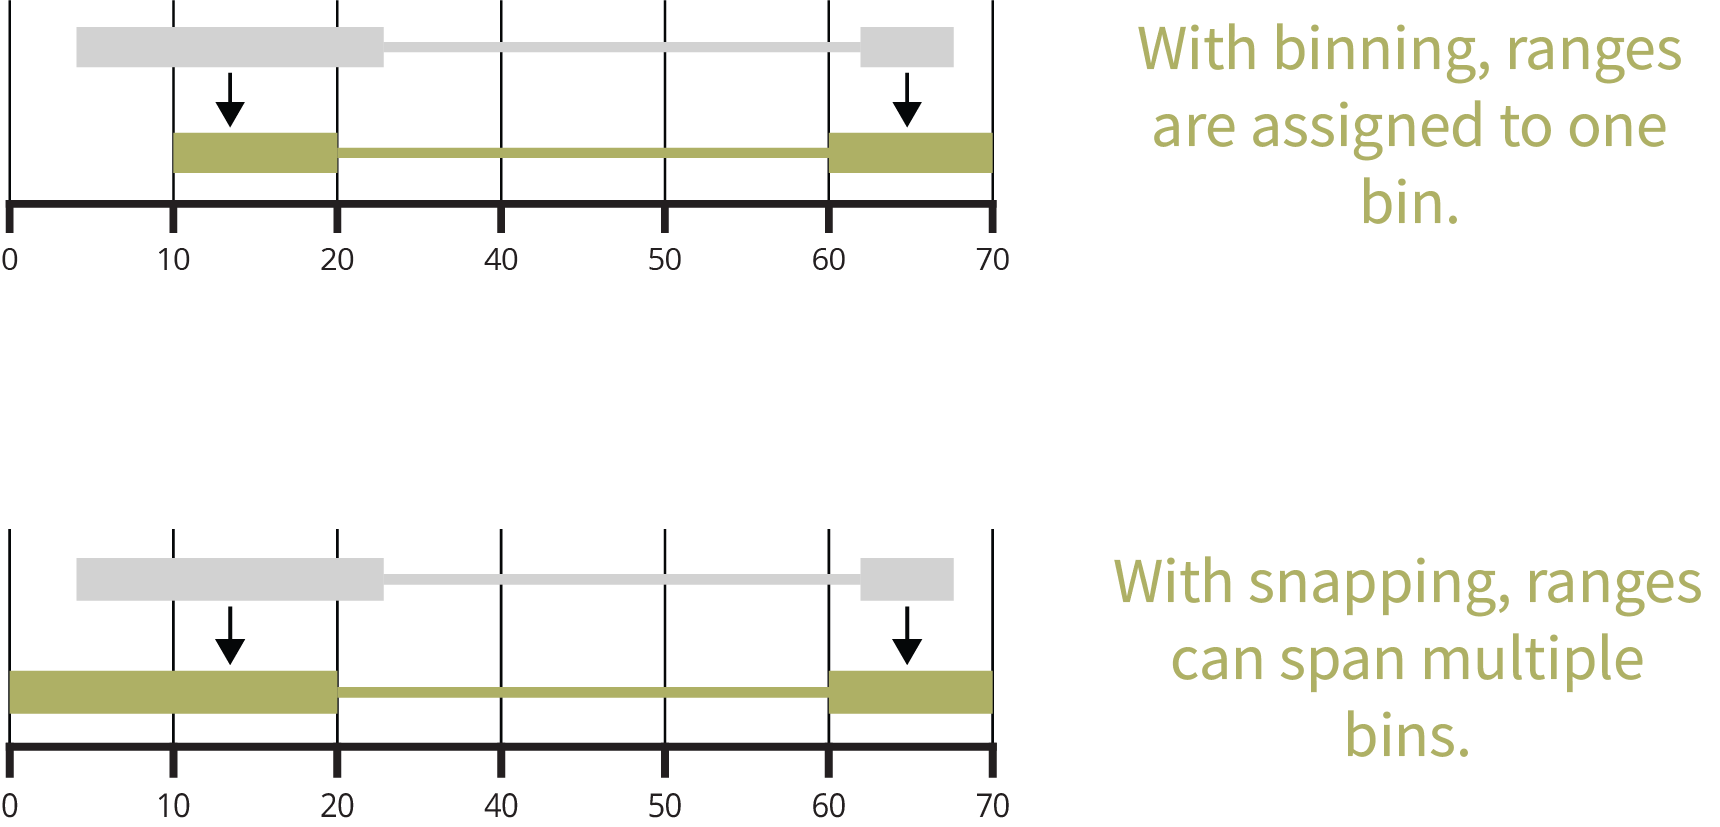 With binning, ranges
are assigned to one
bin.
0 10 20 40 50 60 70
With snapping, ranges
can span multiple
bins.
0 10 20 40 50 60 70